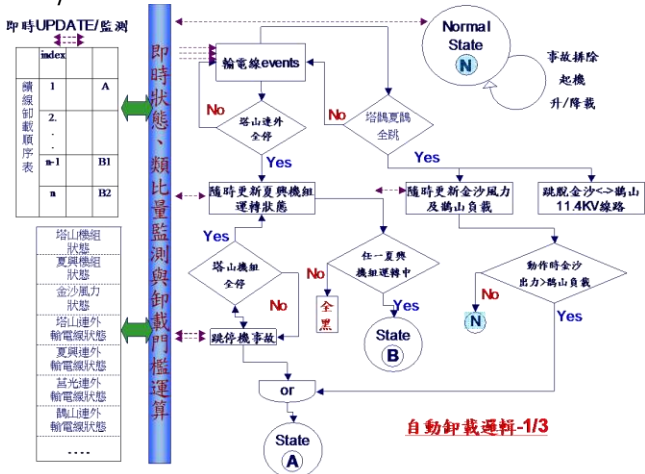 即時UPDATE/監測
index
1 A
2.
.
.
n-1 B1
n B2
饋線卸載順序表
塔山機組
狀態
夏興機組
狀態
金沙風力
狀態
塔山連外
輸電線狀態
夏興連外
輸電線狀態
莒光連外
輸電線狀態
鵲山連外
輸電線狀態
....
即時狀態、類比量監測與卸載門檻運算
輪電線events
No
塔山連外
全停
Yes
No
塔鵲夏鵲
全跳
Yes
Normal
State
N
事故排除
起機
升/降載
隨時更新夏興機組
運轉狀態
隨時更新金沙風力
及鵲山負載
跳脫金沙<->鵲山
11.4KV線路
Yes
塔山機組
全停
No
任一夏興
機組運轉中
No
全黑
Yes
State
B
動作時金沙
出力>鵲山負載
No
N
Yes
跳停機事故
or
State
A
自動卸載邏輯-1/3